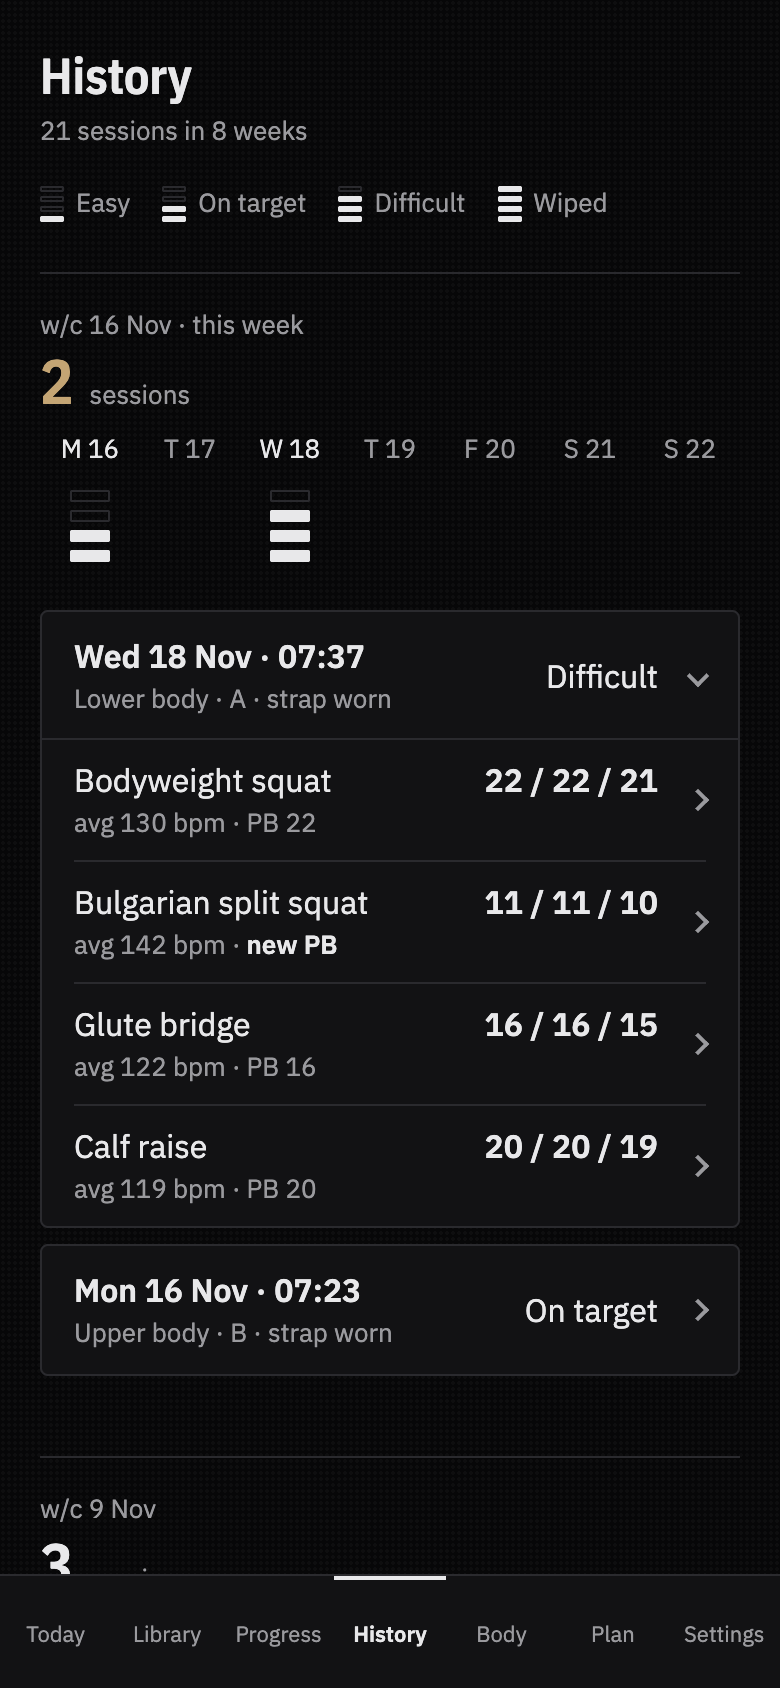 History
21 sessions in 8 weeks
Easy On target Difficult Wiped
w/c 16 Nov · this week
2 sessions
M 16 T 17 W 18 T 19 F 20 S 21 S 22
Wed 18 Nov · 07:37
Difficult
Lower body · A · strap worn
Bodyweight squat 22 / 22 / 21
avg 130 bpm · PB 22
Bulgarian split squat 11 / 11 / 10
avg 142 bpm · new PB
Glute bridge 16 / 16 / 15
avg 122 bpm · PB 16
Calf raise 20 / 20 / 19
avg 119 bpm · PB 20
Mon 16 Nov · 07:23
On target
Upper body · B · strap worn
w/c 9 Nov
3
Today Library Progress History Body Plan Settings